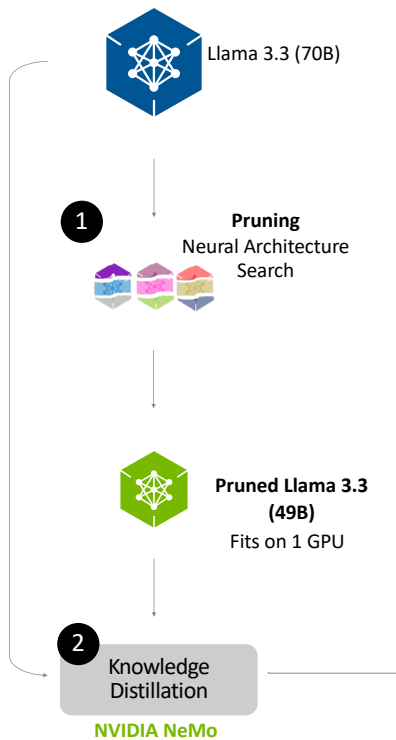 Llama 3.3 (70B)
1
Pruning
Neural Architecture
Search
Pruned Llama 3.3
(49B)
Fits on 1 GPU
2
Knowledge
Distillation
NVIDIA NeMo